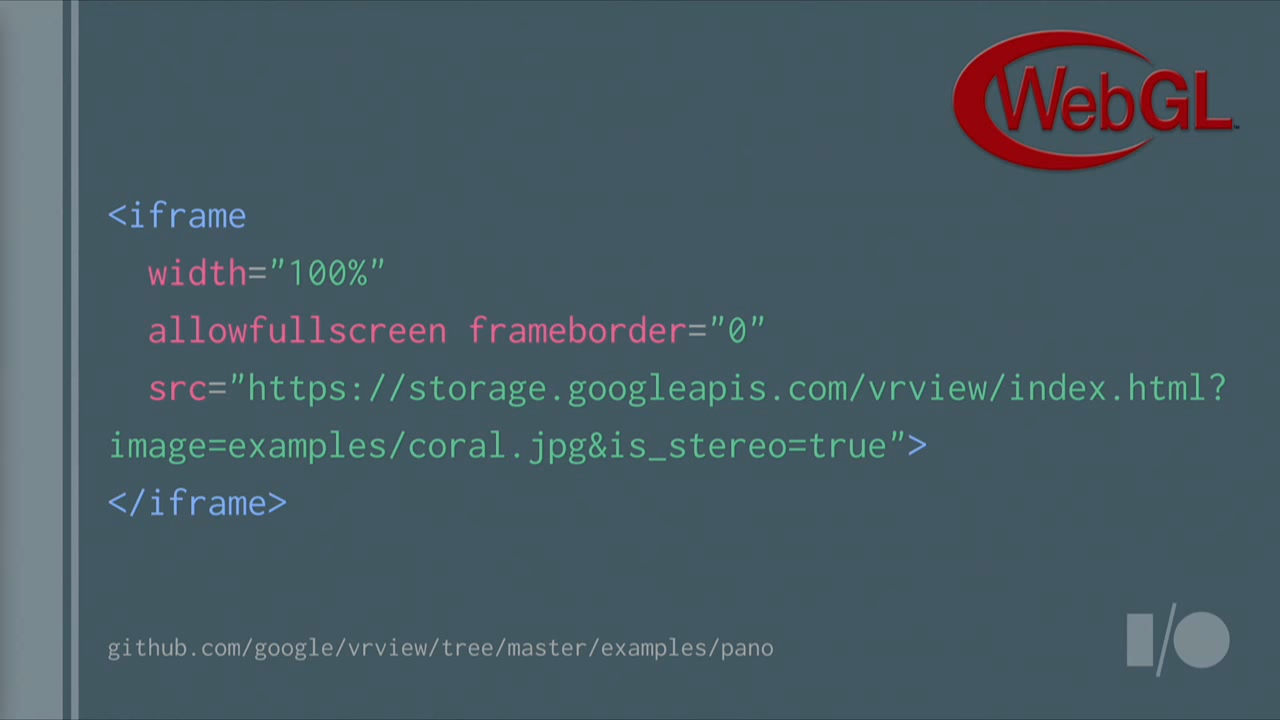 WebGL™
<iframe
width="100%"
allowfullscreen frameborder="0"
src="https://storage.googleapis.com/vrview/index.html?
image=examples/coral.jpg&is_stereo=true">
</iframe>
github.com/google/vrview/tree/master/examples/pano
I/O